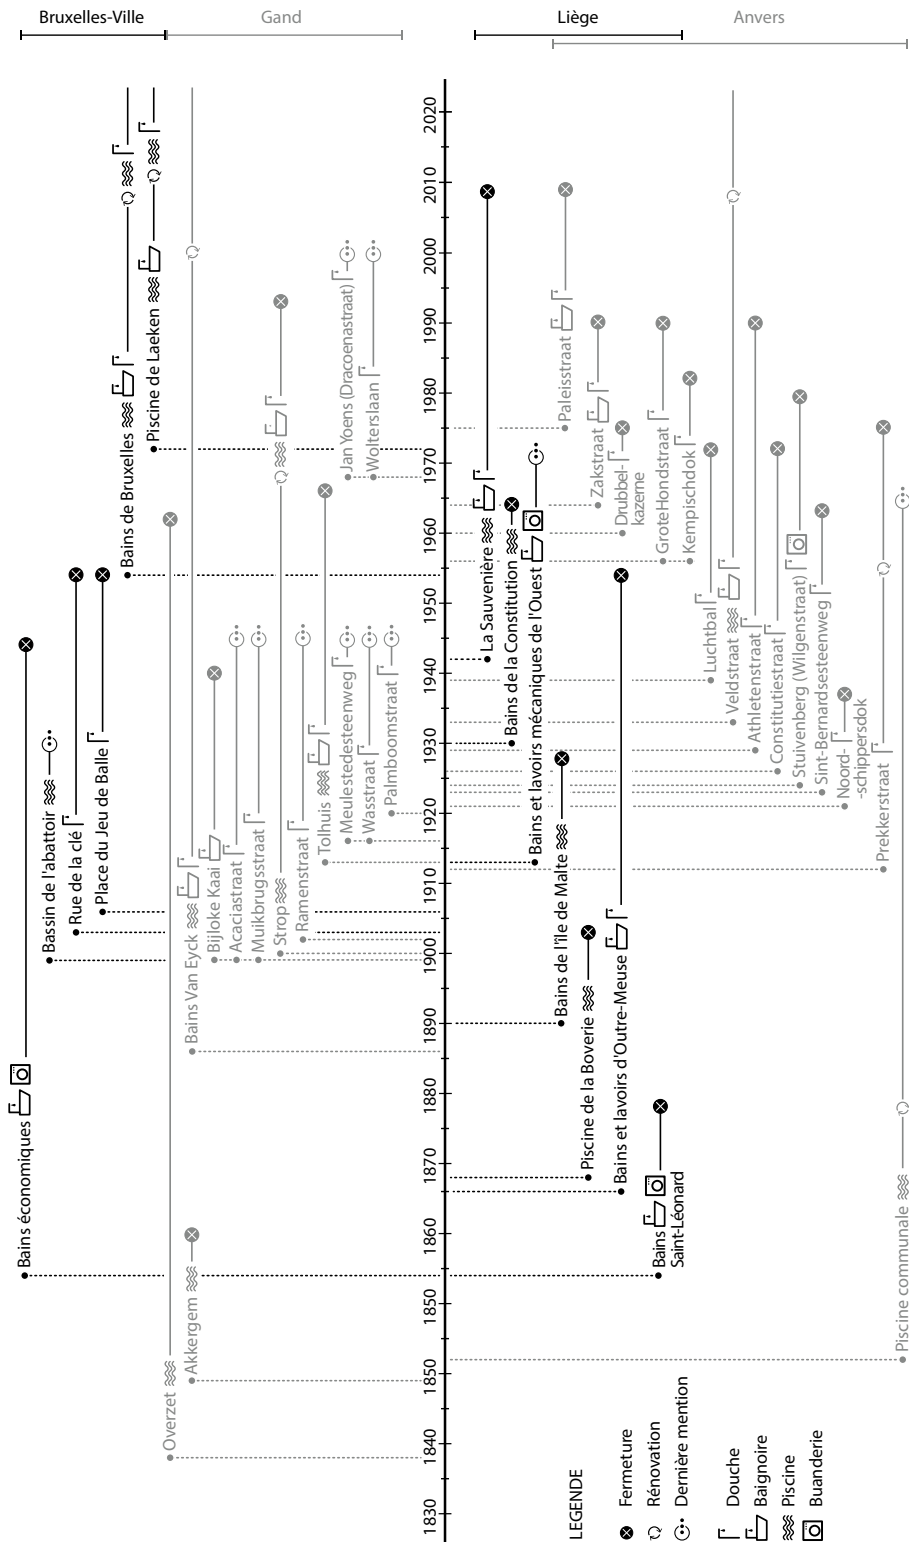 Bruxelles-Ville
Gand
Liège
Anvers
Bains économiques
Bassin de l'abattoir
Rue de la clé
Place du Jeu de Balle
Bains de Bruxelles
Piscine de Laeken
Overzet
Akkergem
Bains Van Eyck
Bijloke Kaai
Acaciastraat
Muikbrugsstraat
Strop
Ramenstraat
Tolhuis
Meulestedesteenweg
Wasstraat
Palmboomstraat
Jan Yoens (Dracoenastraat)
Wolterslaan
1830
1840
1850
1850
1860
1870
1880
1890
1900
1910
1920
1930
1940
1950
1960
1970
1980
1990
2000
2010
2020
La Sauvenière
Bains de la Constitution
Bains et lavoirs mécaniques de l'Ouest
Bains de l'île de Malte
Piscine de la Boverie
Bains et lavoirs d'Outre-Meuse
Bains
Saint-Léonard
Paleisstraat
Zakstraat
Drubbel-
kazerne
GroteHondstraat
Kempischdok
Luchtbal
Veldstraat
Athletenstraat
Constitutiestraat
Stuivenberg (Wilgenstraat)
Sint-Bernardsesteenweg
Noord-
-schippersdok
Prekkerstraat
Piscine communale
LEGENDE
Fermeture
Rénovation
Dernière mention
Douche
Baignoire
Piscine
Buanderie